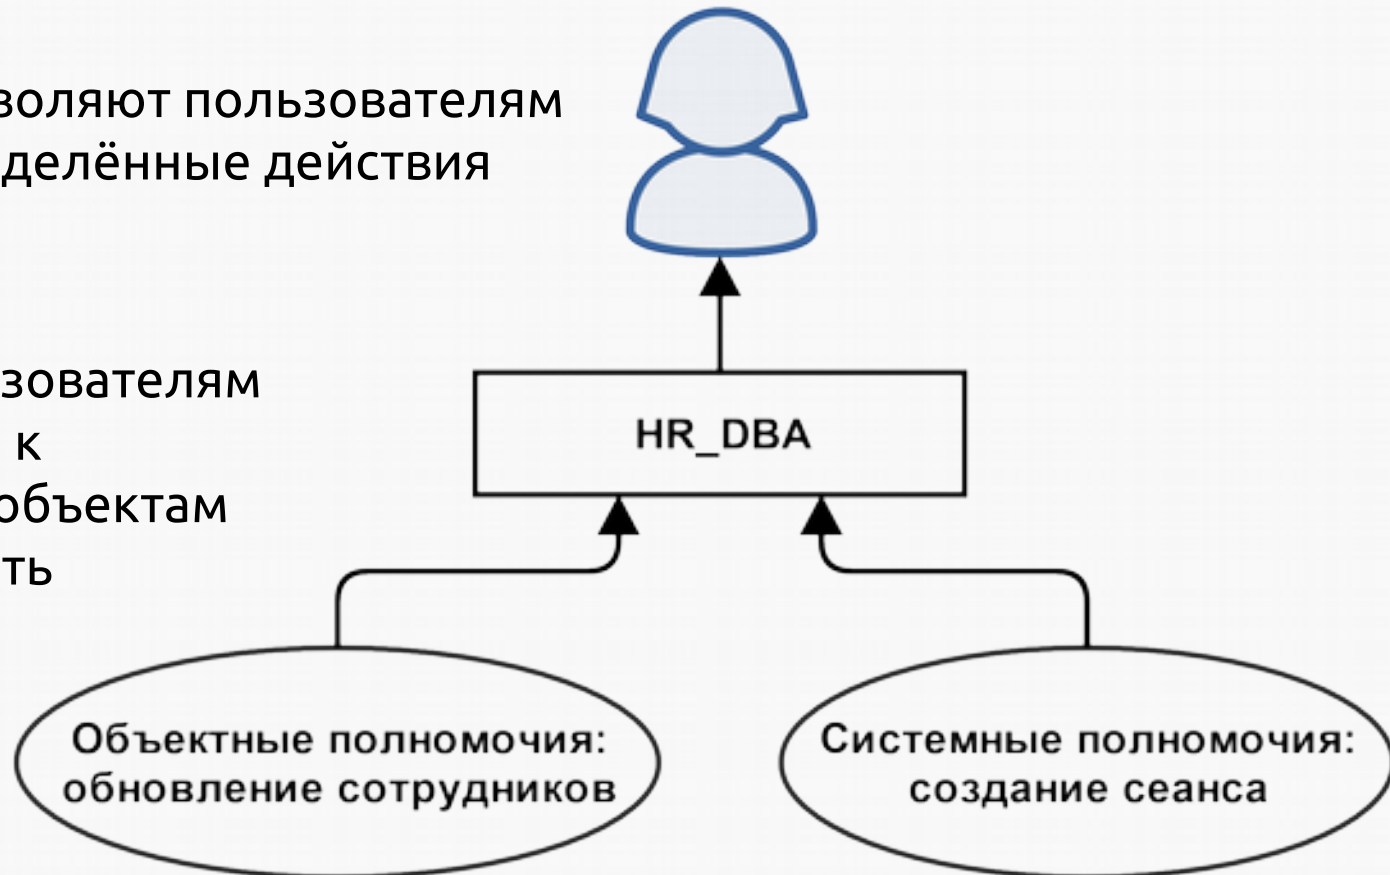 воляют пользователям
делённые действия
зователям
к
объектам
ть
HR_DBA
Объектные полномочия:
обновление сотрудников
Системные полномочия:
создание сеанса